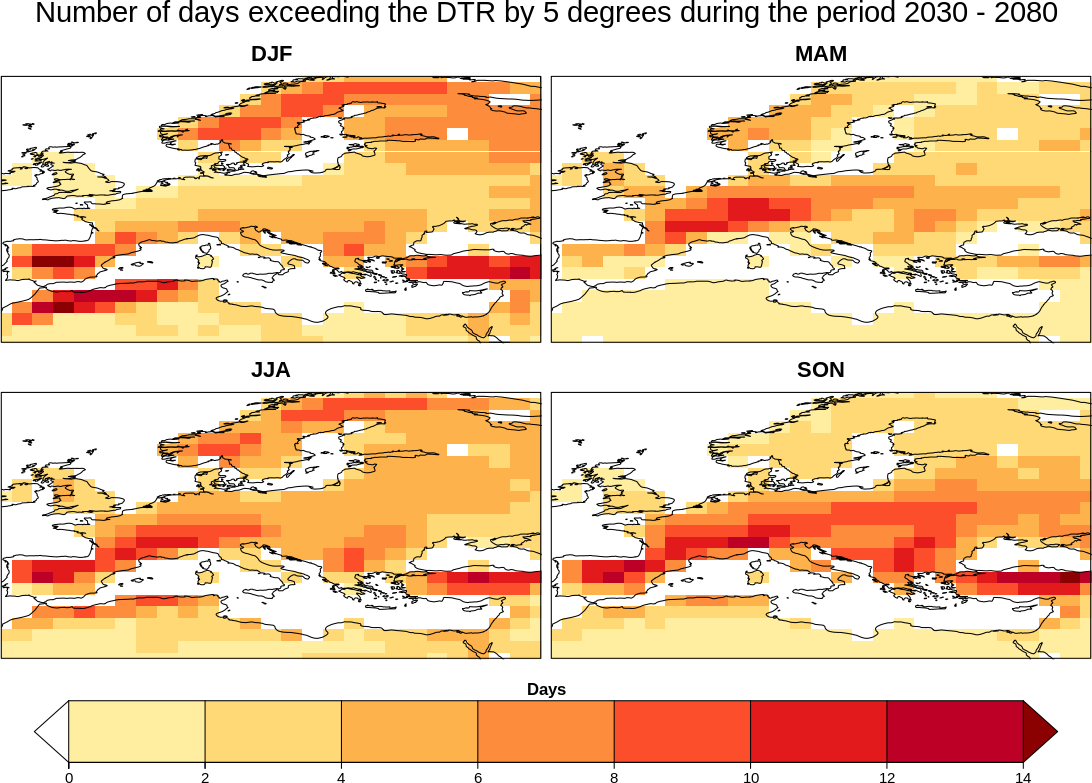 Number of days exceeding the DTR by 5 degrees during the period 2030 - 2080
DJF
MAM
JJA
SON
Days
0 2 4 6 8 10 12 14